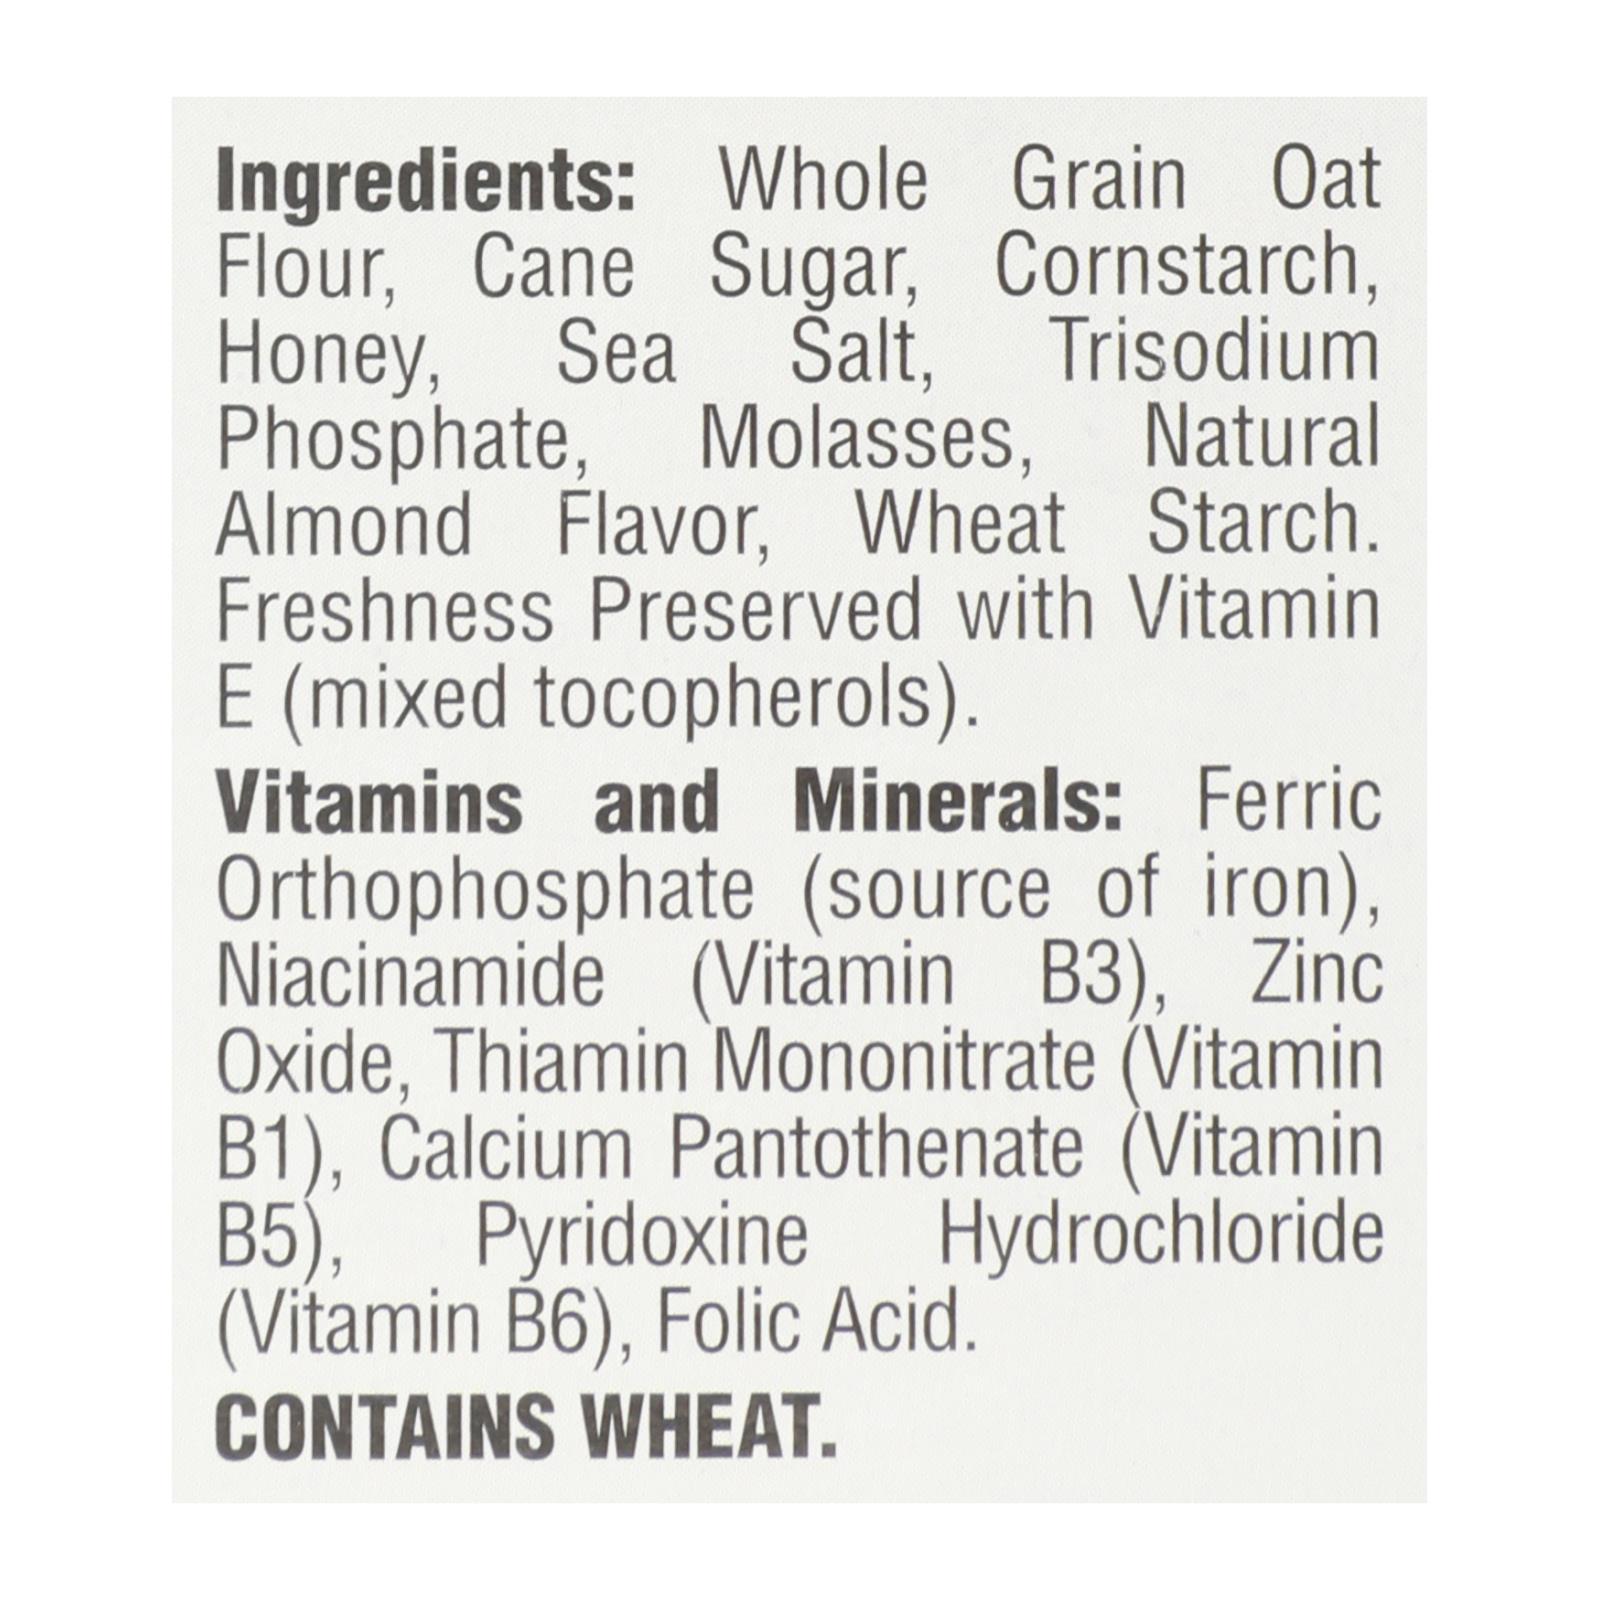 Ingredients: Whole Grain Oat
Flour, Cane Sugar, Cornstarch,
Honey, Sea Salt, Trisodium
Phosphate, Molasses, Natural
Almond Flavor, Wheat Starch.
Freshness Preserved with Vitamin
E (mixed tocopherols).
Vitamins and Minerals: Ferric
Orthophosphate (source of iron),
Niacinamide (Vitamin B3), Zinc
Oxide, Thiamin Mononitrate (Vitamin
B1), Calcium Pantothenate (Vitamin
B5), Pyridoxine Hydrochloride
(Vitamin B6), Folic Acid.
CONTAINS WHEAT.